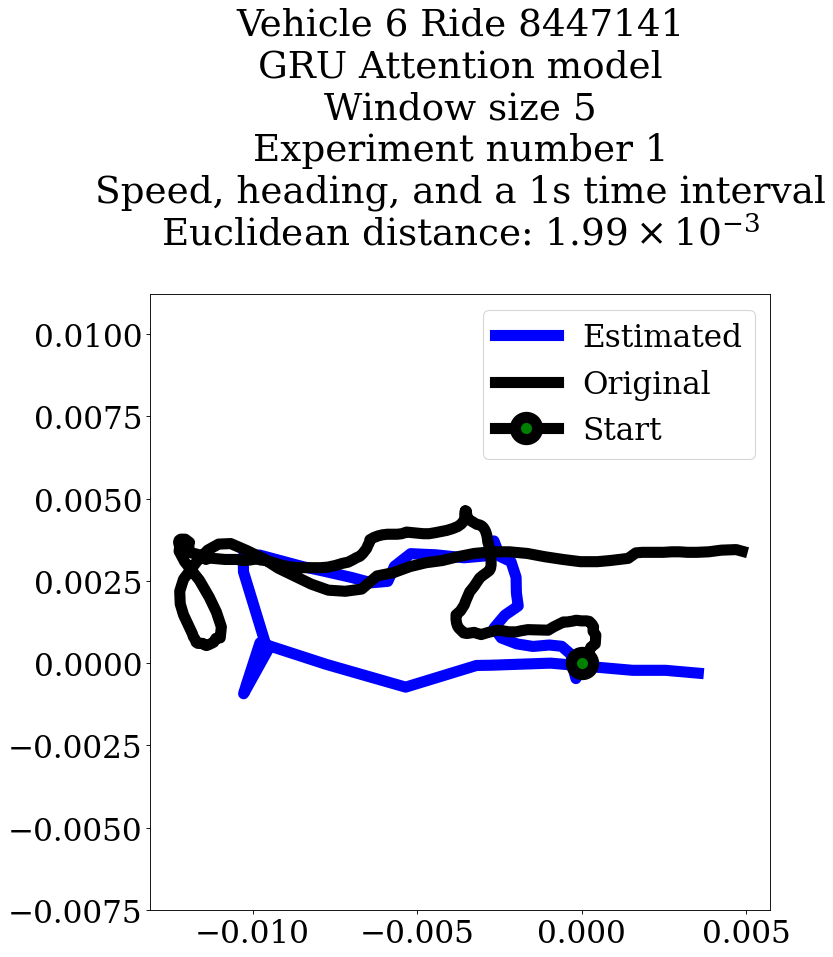 Vehicle 6 Ride 8447141
GRU Attention model
Window size 5
Experiment number 1
Speed, heading, and a 1s time interval
Euclidean distance: 1.99 × 10⁻³
Estimated
Original
Start
0.0100
0.0075
0.0050
0.0025
0.0000
−0.0025
−0.0050
−0.0075
−0.010 −0.005 0.000 0.005